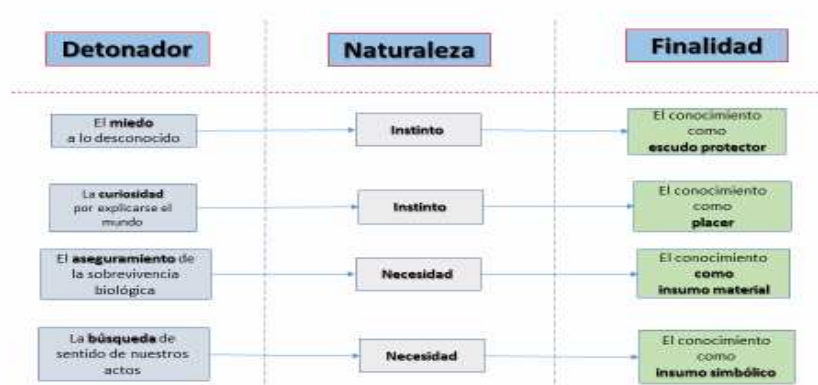 Detonador
Naturaleza
Finalidad
El miedo
a lo desconocido
Instinto
El conocimiento
como
escudo protector
La curiosidad
por explicarse el
mundo
Instinto
El conocimiento
como
placer
El aseguramiento de
la sobrevivencia
biológica
Necesidad
El conocimiento
como
insumo material
La búsqueda de
sentido de nuestros
actos
Necesidad
El conocimiento
como
insumo simbólico